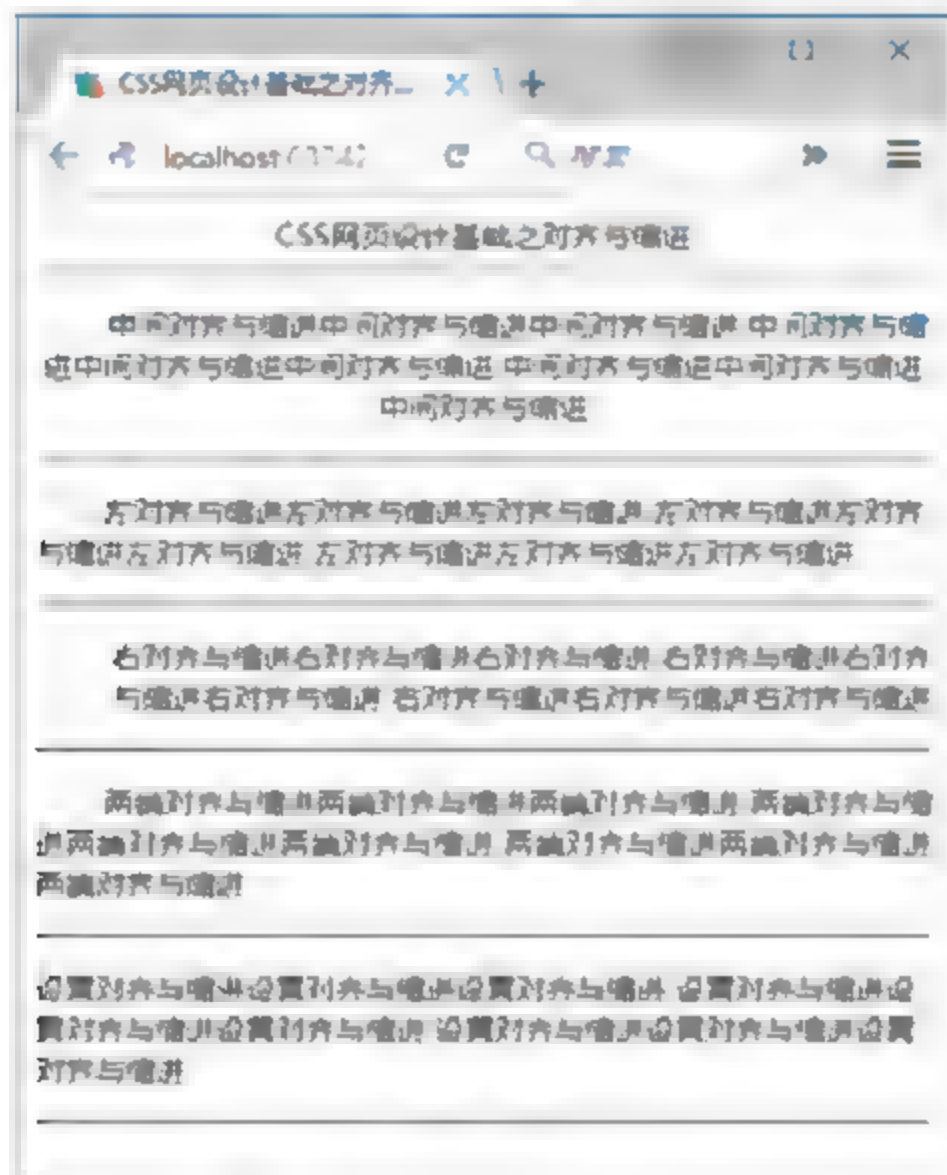 CSS网页设计基础之对齐...
localhost
CSS网页设计基础之对齐与缩进
中间对齐与缩进中间对齐与缩进中间对齐与缩进 中间对齐与缩
进中间对齐与缩进中间对齐与缩进 中间对齐与缩进中间对齐与缩进
中间对齐与缩进
左对齐与缩进左对齐与缩进左对齐与缩进 左对齐与缩进左对齐
与缩进左对齐与缩进 左对齐与缩进左对齐与缩进左对齐与缩进
右对齐与缩进右对齐与缩进右对齐与缩进 右对齐与缩进右对齐
与缩进右对齐与缩进 右对齐与缩进右对齐与缩进右对齐与缩进
两端对齐与缩进两端对齐与缩进两端对齐与缩进 两端对齐与缩
进两端对齐与缩进两端对齐与缩进 两端对齐与缩进两端对齐与缩进
两端对齐与缩进
设置对齐与缩进设置对齐与缩进设置对齐与缩进 设置对齐与缩进设
置对齐与缩进设置对齐与缩进 设置对齐与缩进设置对齐与缩进设置
对齐与缩进